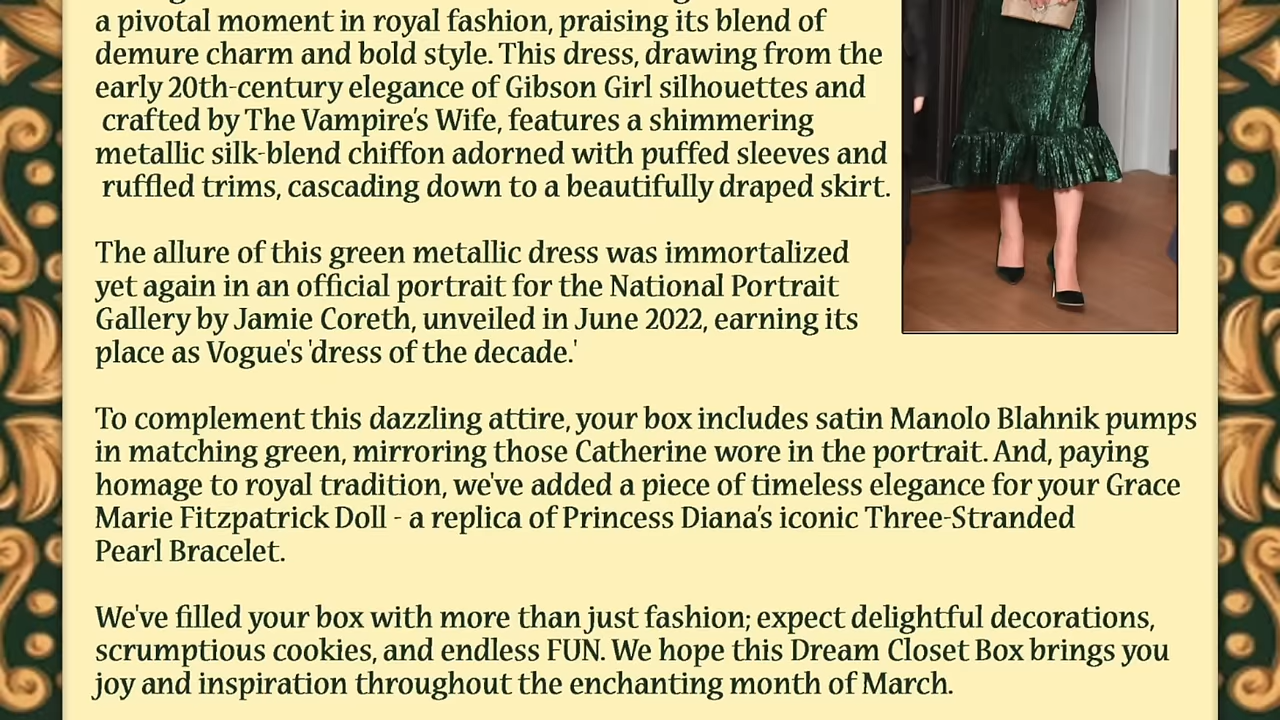 a pivotal moment in royal fashion, praising its blend of
demure charm and bold style. This dress, drawing from the
early 20th-century elegance of Gibson Girl silhouettes and
crafted by The Vampire's Wife, features a shimmering
metallic silk-blend chiffon adorned with puffed sleeves and
ruffled trims, cascading down to a beautifully draped skirt.
The allure of this green metallic dress was immortalized
yet again in an official portrait for the National Portrait
Gallery by Jamie Coreth, unveiled in June 2022, earning its
place as Vogue's 'dress of the decade.'
To complement this dazzling attire, your box includes satin Manolo Blahnik pumps
in matching green, mirroring those Catherine wore in the portrait. And, paying
homage to royal tradition, we've added a piece of timeless elegance for your Grace
Marie Fitzpatrick Doll - a replica of Princess Diana's iconic Three-Stranded
Pearl Bracelet.
We've filled your box with more than just fashion; expect delightful decorations,
scrumptious cookies, and endless FUN. We hope this Dream Closet Box brings you
joy and inspiration throughout the enchanting month of March.